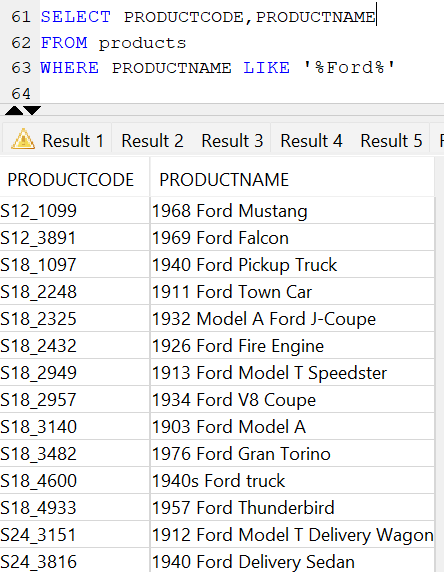 61 SELECT PRODUCTCODE,PRODUCTNAME
62 FROM products
63 WHERE PRODUCTNAME LIKE '%Ford%'
64
Result 1 Result 2 Result 3 Result 4 Result 5
PRODUCTCODE PRODUCTNAME
S12_1099 1968 Ford Mustang
S12_3891 1969 Ford Falcon
S18_1097 1940 Ford Pickup Truck
S18_2248 1911 Ford Town Car
S18_2325 1932 Model A Ford J-Coupe
S18_2432 1926 Ford Fire Engine
S18_2949 1913 Ford Model T Speedster
S18_2957 1934 Ford V8 Coupe
S18_3140 1903 Ford Model A
S18_3482 1976 Ford Gran Torino
S18_4600 1940s Ford truck
S18_4933 1957 Ford Thunderbird
S24_3151 1912 Ford Model T Delivery Wagon
S24_3816 1940 Ford Delivery Sedan